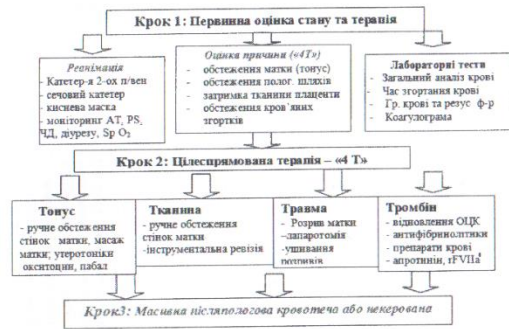 Крок 1: Первинна оцінка стану та терапія
Реанімація
- Катетер-я 2-ох п/вен
- сечовий катетер
- киснева маска
- моніторинг АТ, PS,
ЧД, діурезу, Sp O₂
Оцінка причини («4Т»)
- обстеження матки (тонус)
- обстеження полог. шляхів
- затримка тканини плаценти
- обстеження кров'яних
згортків
Лабораторні тести
- Загальний аналіз крові
- Час згортання крові
- Гр. крові та резус ф-р
- Коагулограма
Крок 2: Цілеспрямована терапія – «4 Т»
Тонус
- ручне обстеження
стінок матки, масаж
матки; утеротоніки
окситоцин, пабал
Тканина
- ручне обстеження
стінок матки
-інструментальна ревізія
Травма
- Розрив матки
–лапаротомія
-ушивання
розривів
Тромбін
- відновлення ОЦК
- антифібринолітики
- препарати крові
- апротинін, rFVIIa
Крок3: Масивна післяпологова кровотеча або некерована